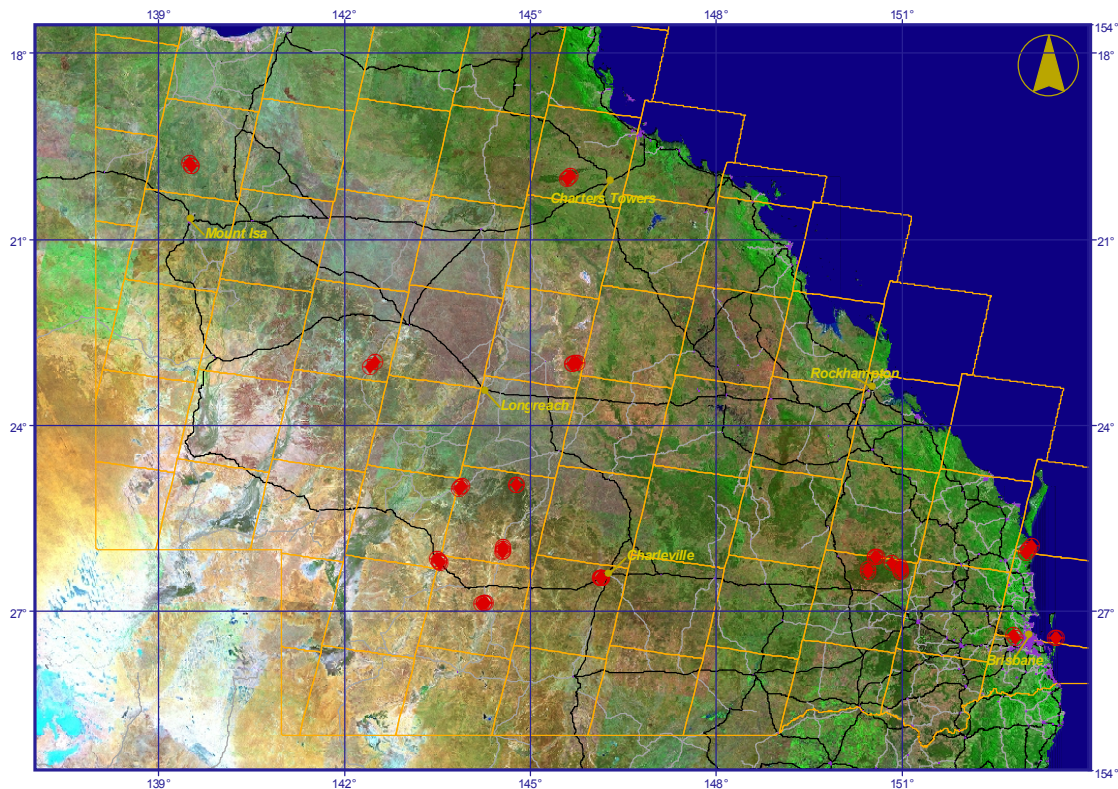 139° 142° 145° 148° 151° 154°
18° 18°
Charters Towers
Mount Isa
21° 21°
Rockhampton
Longreach
24° 24°
Charleville
27° 27°
Brisbane
154°
139° 142° 145° 148° 151°